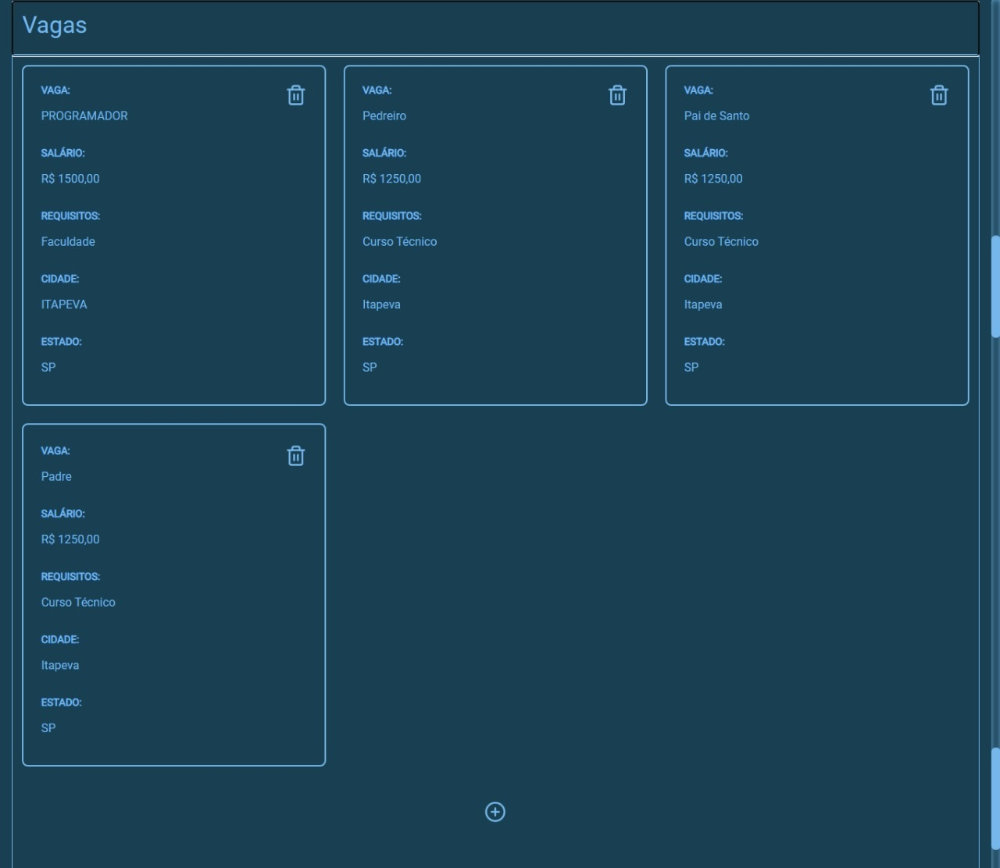 Vagas
VAGA:
PROGRAMADOR
SALÁRIO:
R$ 1500,00
REQUISITOS:
Faculdade
CIDADE:
ITAPEVA
ESTADO:
SP
VAGA:
Pedreiro
SALÁRIO:
R$ 1250,00
REQUISITOS:
Curso Técnico
CIDADE:
Itapeva
ESTADO:
SP
VAGA:
Pai de Santo
SALÁRIO:
R$ 1250,00
REQUISITOS:
Curso Técnico
CIDADE:
Itapeva
ESTADO:
SP
VAGA:
Padre
SALÁRIO:
R$ 1250,00
REQUISITOS:
Curso Técnico
CIDADE:
Itapeva
ESTADO:
SP